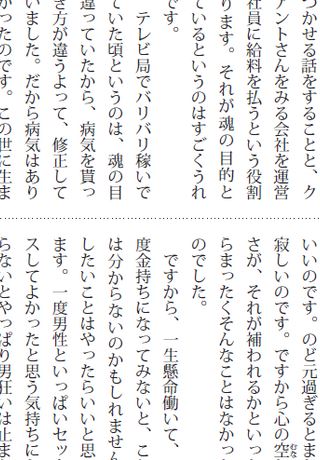 つかせる話をすることと、ク
アントさんをみる会社を運営
社員に給料を払うという役割
ります。それが魂の目的と
ているというのはすごくうれ
です。
テレビ局でバリバリ稼いで
ていた頃というのは、魂の目
違っていたから、病気を貰っ
き方が違うよって、修正して
いました。だから病気はあり
かったのです。この世に生ま
いいのです。のど元過ぎるとま
寂しいのです。ですから心の空
むな
さが、それが補われるかといっ
らまったくそんなことはなかっ
のでした。
ですから、一生懸命働いて、
度金持ちになってみないと、こ
は分からないのかもしれません
したいことはやったらいいと思
ます。一度男性といっぱいセッ
スしてよかったと思う気持ちに
らないとやっぱり男狂いは止ま